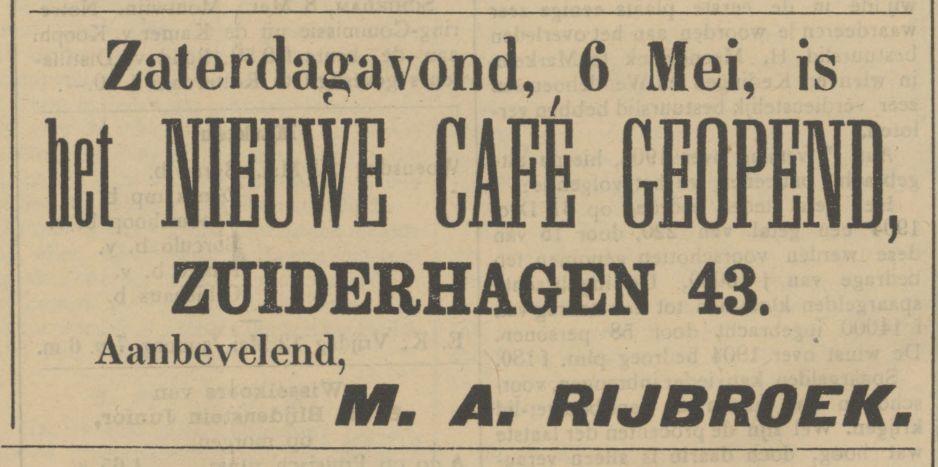 Zaterdagavond, 6 Mei, is
het NIEUWE CAFÉ GEOPEND,
ZUIDERHAGEN 43.
Aanbevelend,
M. A. RIJBROEK.